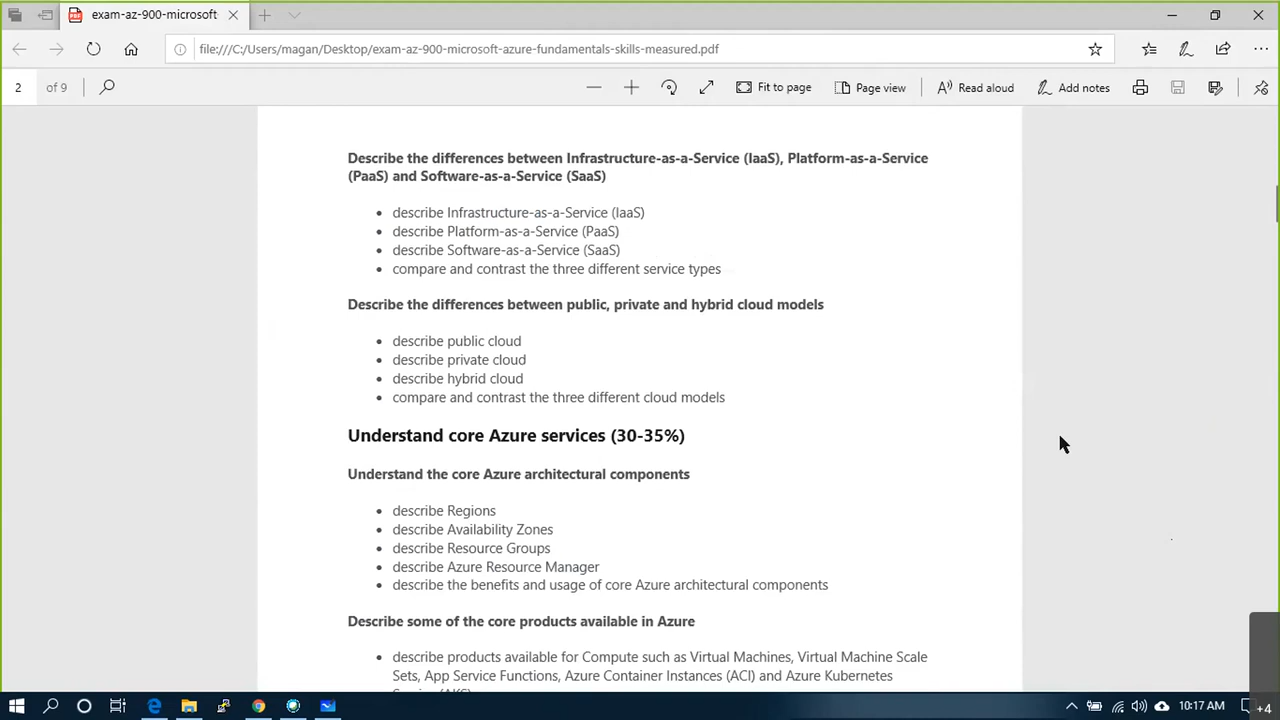 exam-az-900-microsoft-
file:///C:/Users/magan/Desktop/exam-az-900-microsoft-azure-fundamentals-skills-measured.pdf
2 of 9 Fit to page Page view Read aloud Add notes
Describe the differences between Infrastructure-as-a-Service (IaaS), Platform-as-a-Service
(PaaS) and Software-as-a-Service (SaaS)
• describe Infrastructure-as-a-Service (IaaS)
• describe Platform-as-a-Service (PaaS)
• describe Software-as-a-Service (SaaS)
• compare and contrast the three different service types
Describe the differences between public, private and hybrid cloud models
• describe public cloud
• describe private cloud
• describe hybrid cloud
• compare and contrast the three different cloud models
Understand core Azure services (30-35%)
Understand the core Azure architectural components
• describe Regions
• describe Availability Zones
• describe Resource Groups
• describe Azure Resource Manager
• describe the benefits and usage of core Azure architectural components
Describe some of the core products available in Azure
• describe products available for Compute such as Virtual Machines, Virtual Machine Scale
Sets, App Service Functions, Azure Container Instances (ACI) and Azure Kubernetes
10:17 AM +4